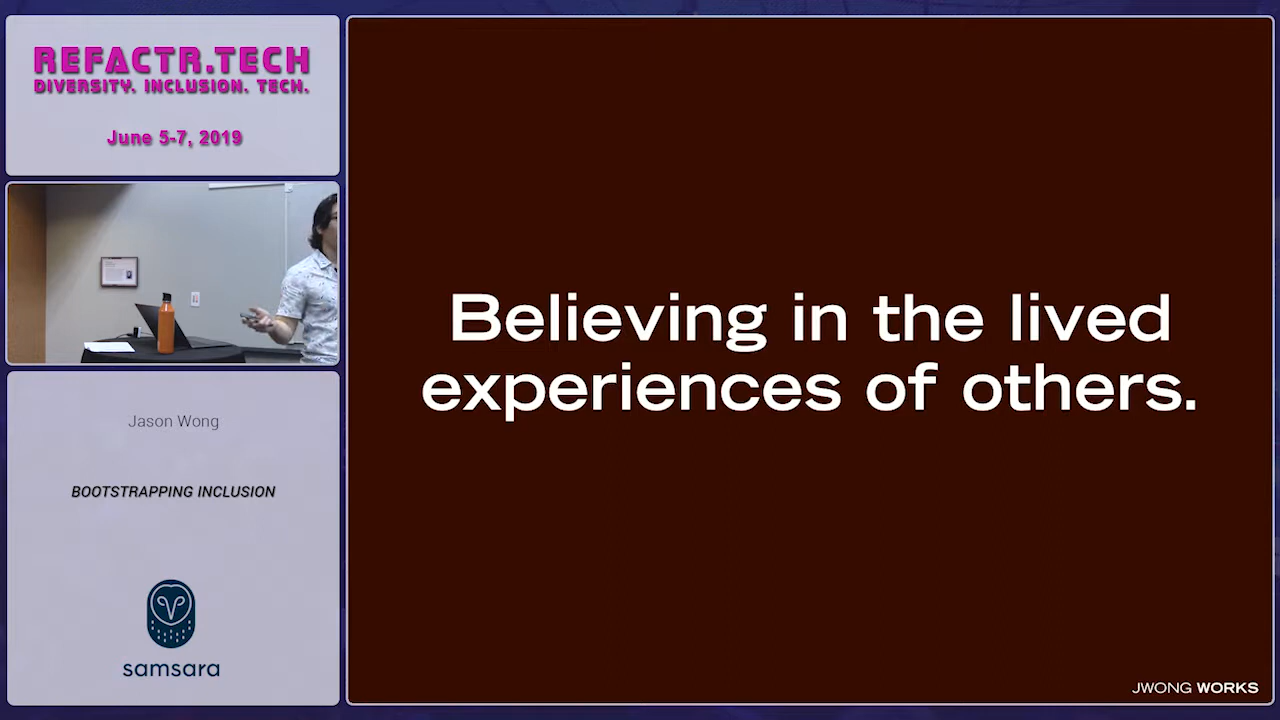 REFACTR.TECH
DIVERSITY. INCLUSION. TECH.
June 5-7, 2019
Jason Wong
BOOTSTRAPPING INCLUSION
samsara
Believing in the lived
experiences of others.
JWONG WORKS